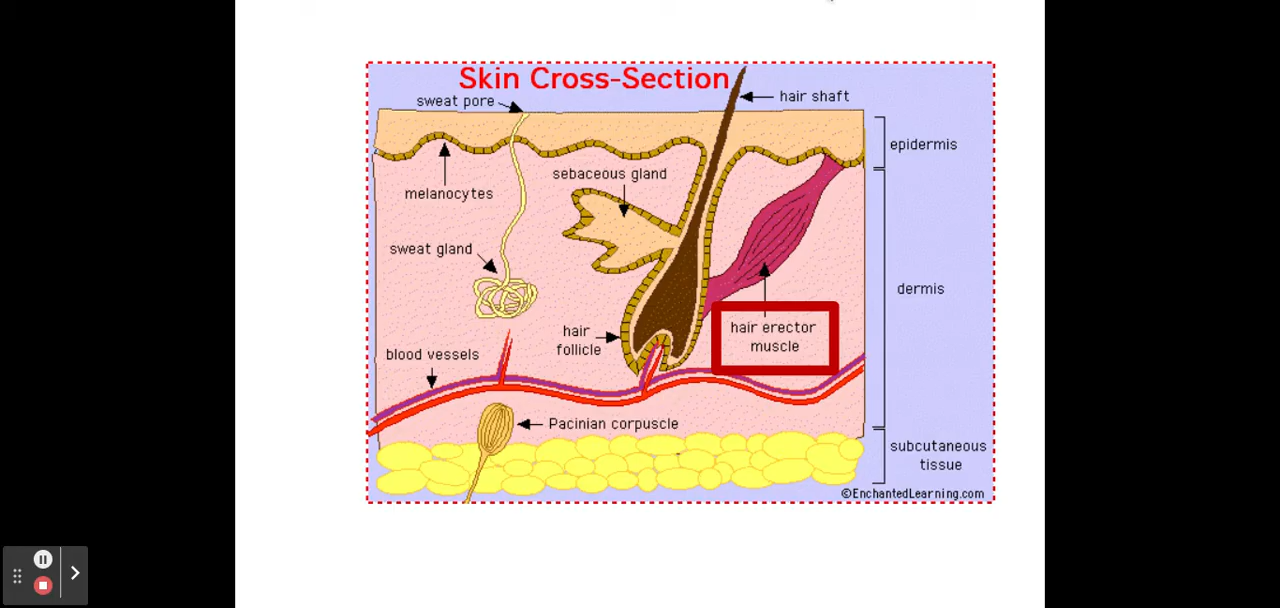 Skin Cross-Section
sweat pore
hair shaft
epidermis
sebaceous gland
melanocytes
sweat gland
dermis
hair erector
muscle
hair
follicle
blood vessels
Pacinian corpuscle
subcutaneous
tissue
©EnchantedLearning.com